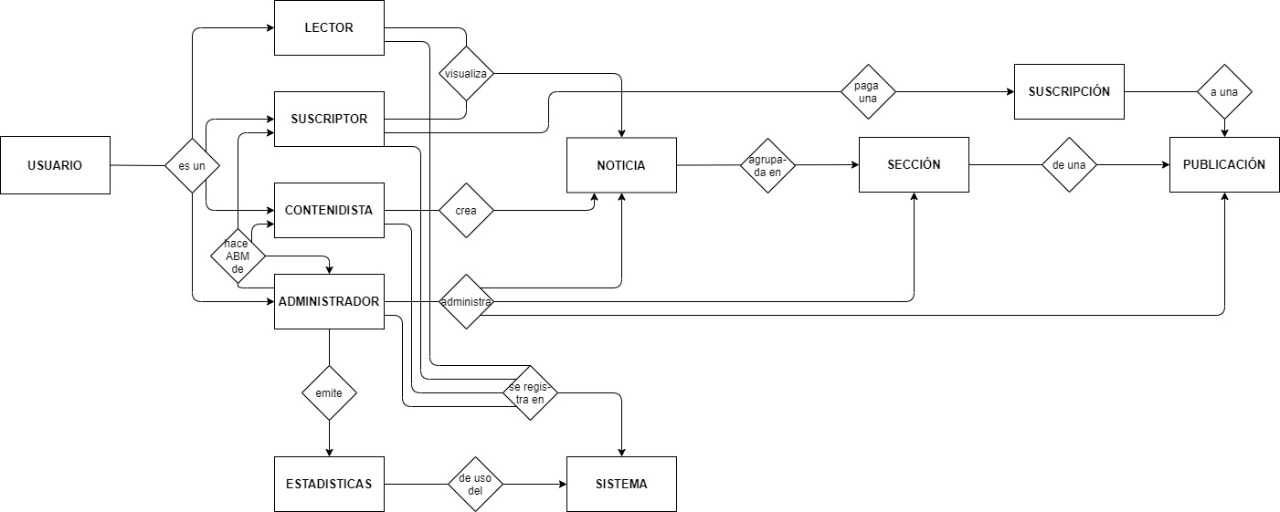 LECTOR
visualiza
paga
una
SUSCRIPCIÓN
a una
SUSCRIPTOR
USUARIO
es un
NOTICIA
agrupa-
da en
SECCIÓN
de una
PUBLICACIÓN
CONTENIDISTA
crea
hace
ABM
de
ADMINISTRADOR
administra
emite
se regis-
tra en
ESTADISTICAS
de uso
del
SISTEMA